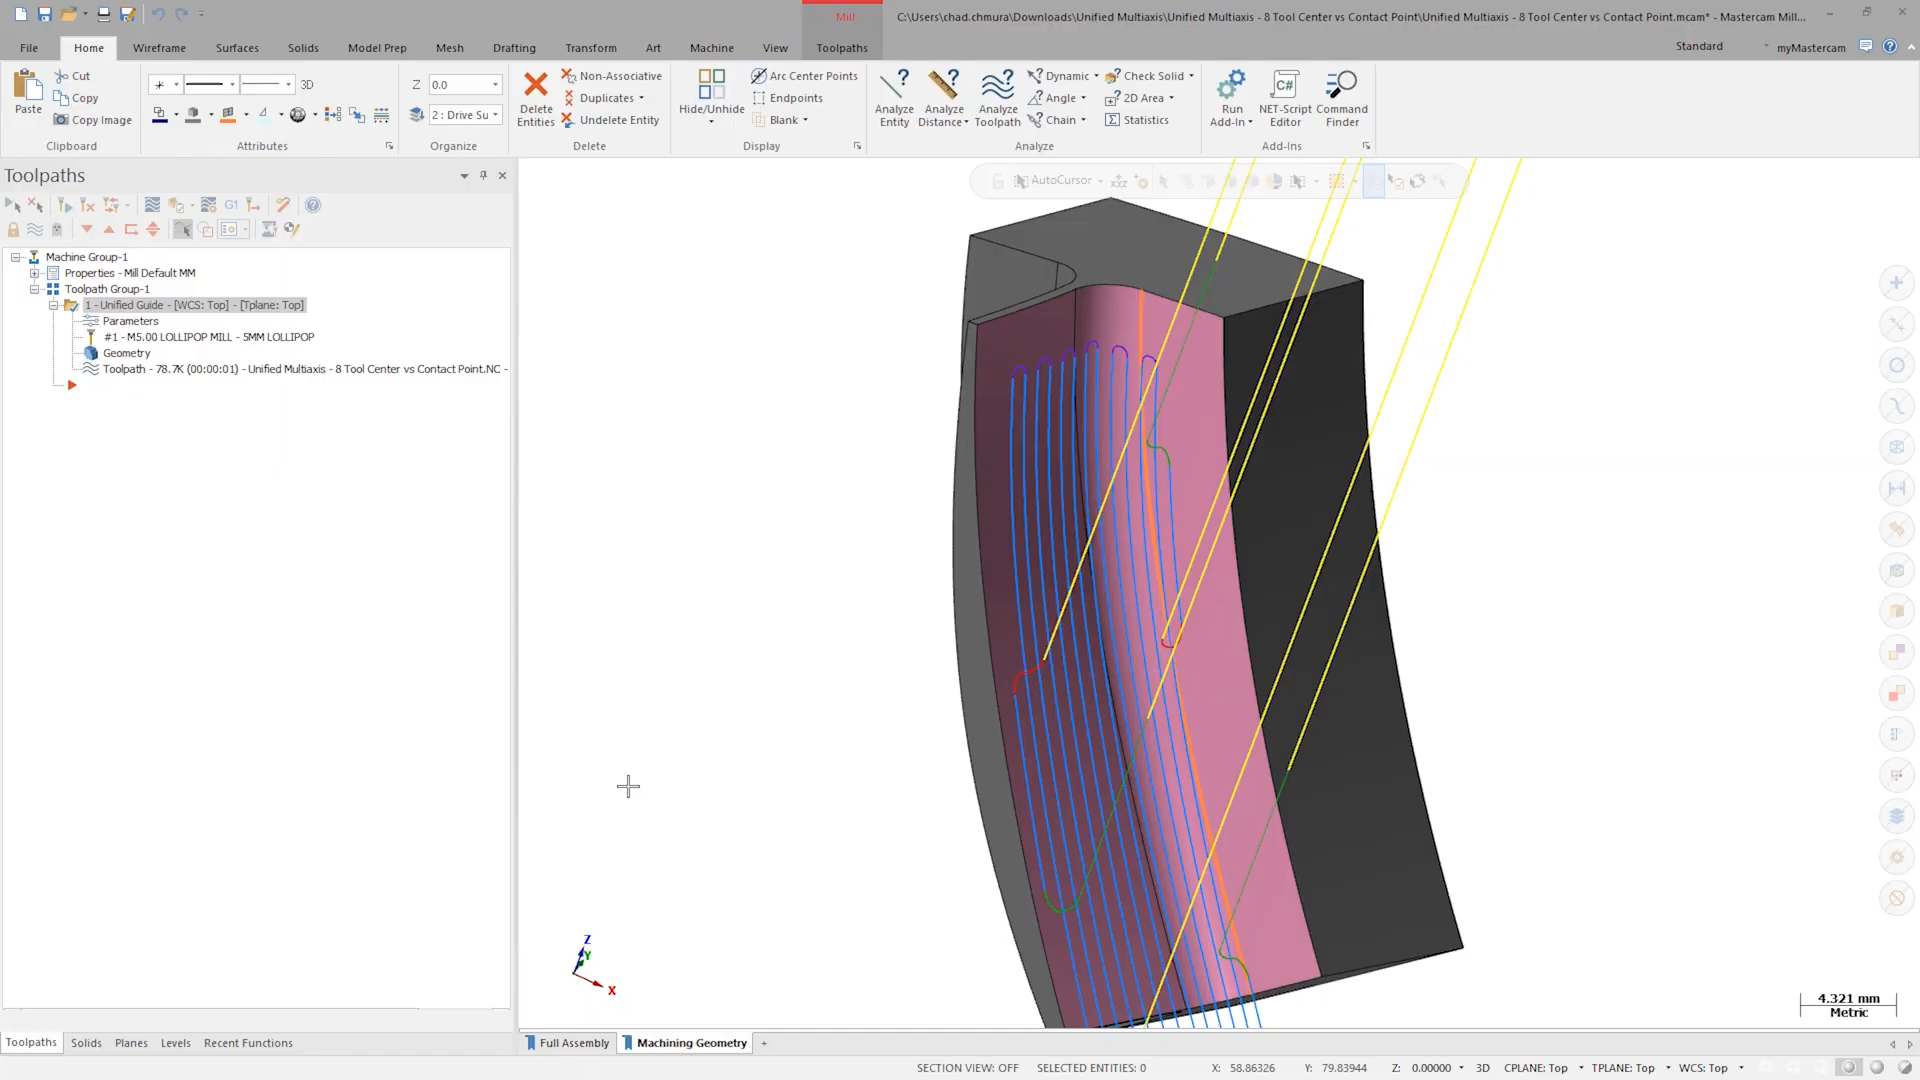 Mill
C:\Users\chad.chmura\Downloads\Unified Multiaxis\Unified Multiaxis - 8 Tool Center vs Contact Point\Unified Multiaxis - 8 Tool Center vs Contact Point.mcam* - Mastercam Mill...
File Home Wireframe Surfaces Solids Model Prep Mesh Drafting Transform Art Machine View Toolpaths Standard myMastercam
Paste
Cut
Copy
Copy Image
Clipboard
3D
Attributes
Z 0.0
2 : Drive Su
Organize
Delete Entities
Non-Associative
Duplicates
Undelete Entity
Delete
Hide/Unhide
Arc Center Points
Endpoints
Blank
Display
Analyze Entity
Analyze Distance
Analyze Toolpath
Dynamic
Angle
Chain
Check Solid
2D Area
Statistics
Analyze
Run Add-In
C#
NET-Script Editor
Command Finder
Add-Ins
Toolpaths
G1
AutoCursor
XYZ
Machine Group-1
Properties - Mill Default MM
Toolpath Group-1
1 - Unified Guide - [WCS: Top] - [Tplane: Top]
Parameters
#1 - M5.00 LOLLIPOP MILL - 5MM LOLLIPOP
Geometry
Toolpath - 78.7K (00:00:01) - Unified Multiaxis - 8 Tool Center vs Contact Point.NC -
Z
Y
X
4.321 mm
Metric
Toolpaths Solids Planes Levels Recent Functions
Full Assembly Machining Geometry +
SECTION VIEW: OFF SELECTED ENTITIES: 0 X: 58.86326 Y: 79.83944 Z: 0.00000 3D CPLANE: Top TPLANE: Top WCS: Top